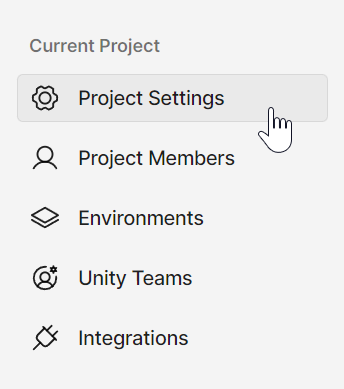 Current Project
Project Settings
Project Members
Environments
Unity Teams
Integrations